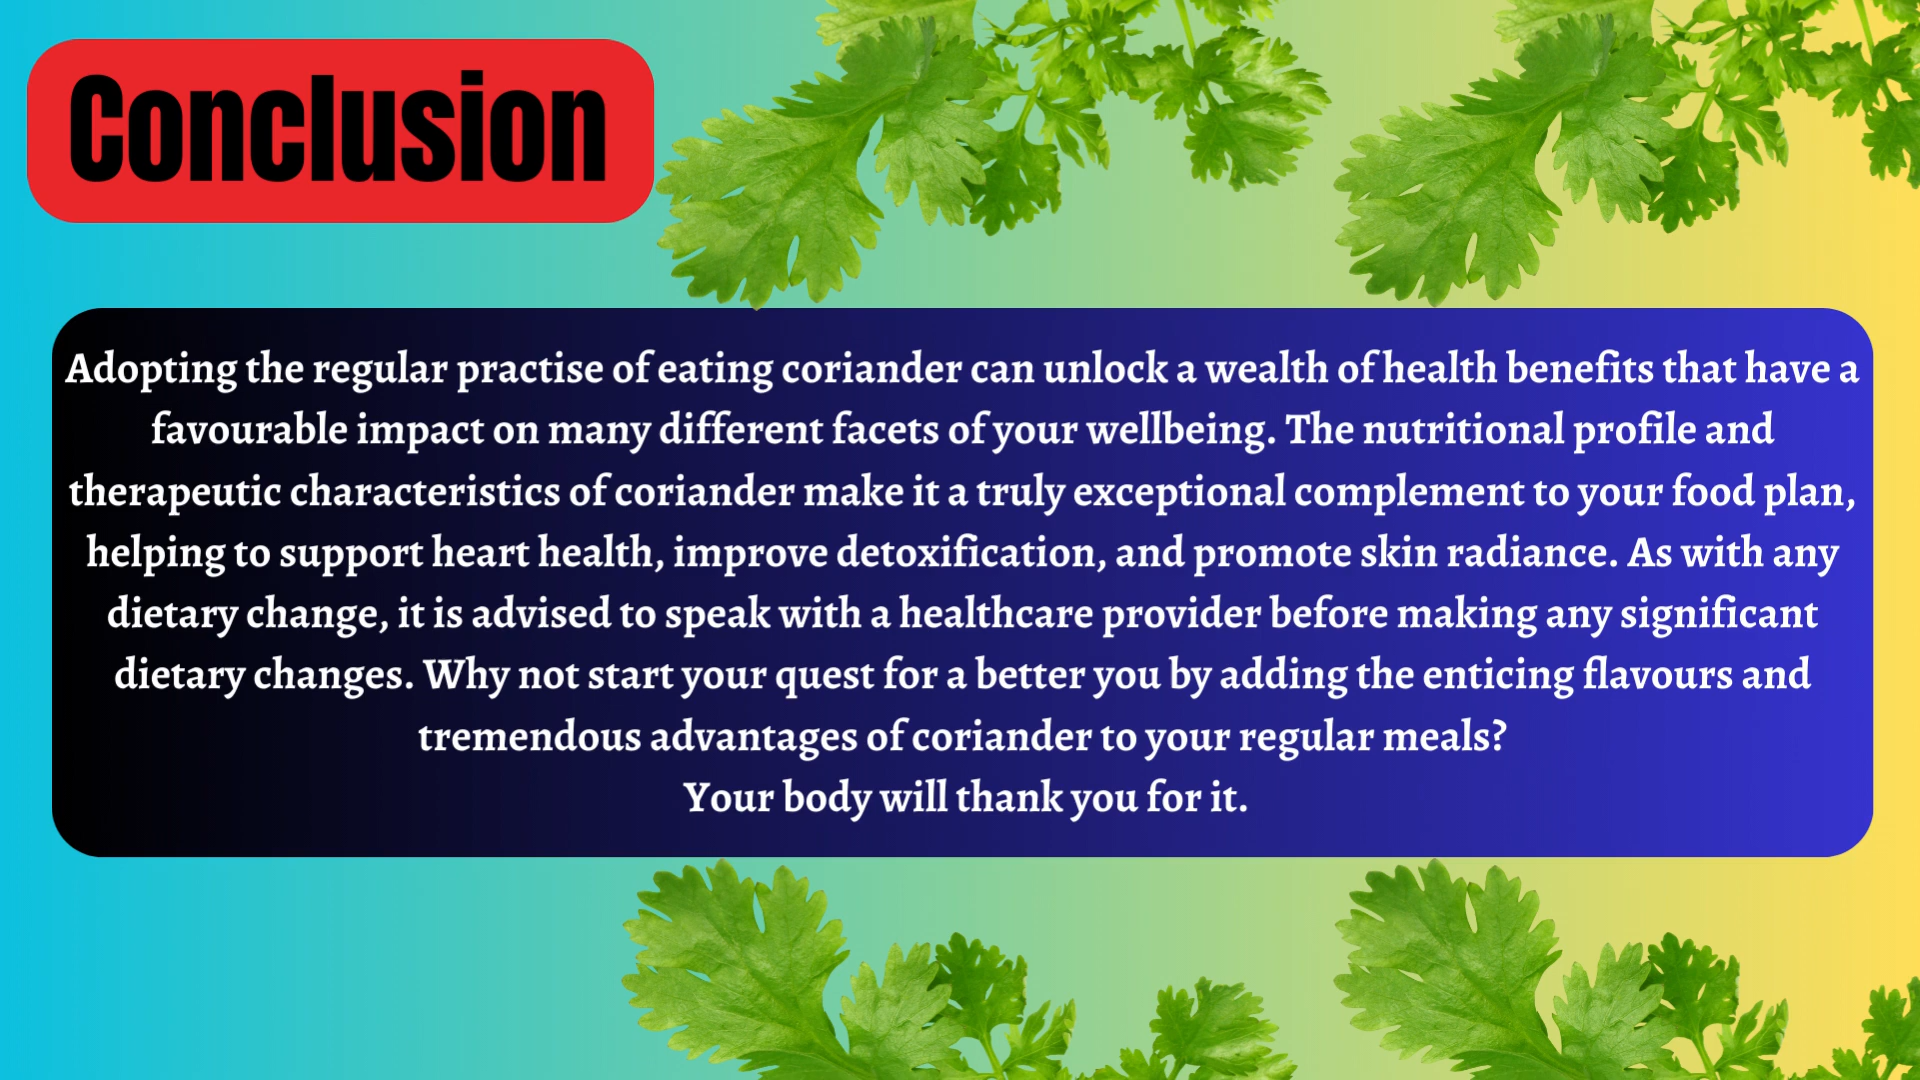 Conclusion
Adopting the regular practise of eating coriander can unlock a wealth of health benefits that have a
favourable impact on many different facets of your wellbeing. The nutritional profile and
therapeutic characteristics of coriander make it a truly exceptional complement to your food plan,
helping to support heart health, improve detoxification, and promote skin radiance. As with any
dietary change, it is advised to speak with a healthcare provider before making any significant
dietary changes. Why not start your quest for a better you by adding the enticing flavours and
tremendous advantages of coriander to your regular meals?
Your body will thank you for it.